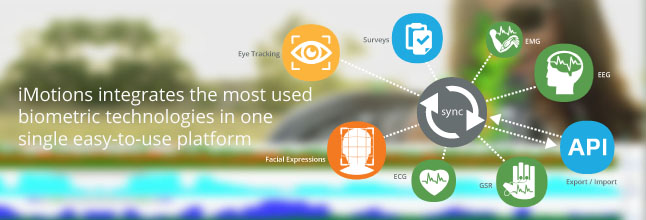 Eye Tracking
Surveys
EMG
EEG
iMotions integrates the most used
biometric technologies in one
single easy-to-use platform
sync
API
Export / Import
Facial Expressions
ECG
GSR